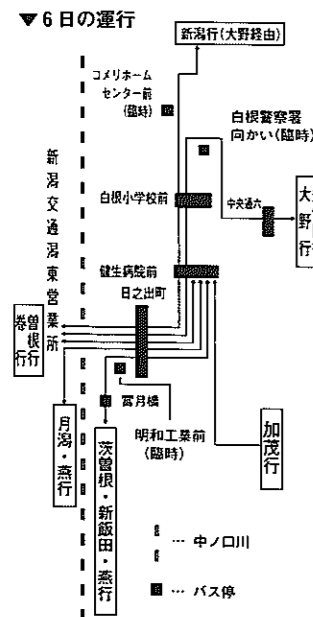 ▼6日の運行
新潟行(大野経由)
コメリホーム
センター前
(臨時)
白根警察署
向かい(臨時)
新潟交通潟東営業所
白根小学校前
中央通六
大野行
健生病院前
日之出町
曽根行
巻行
月潟・燕行
茨曽根・新飯田・燕行
明和工業前
(臨時)
加茂行
… 中ノ口川
… バス停